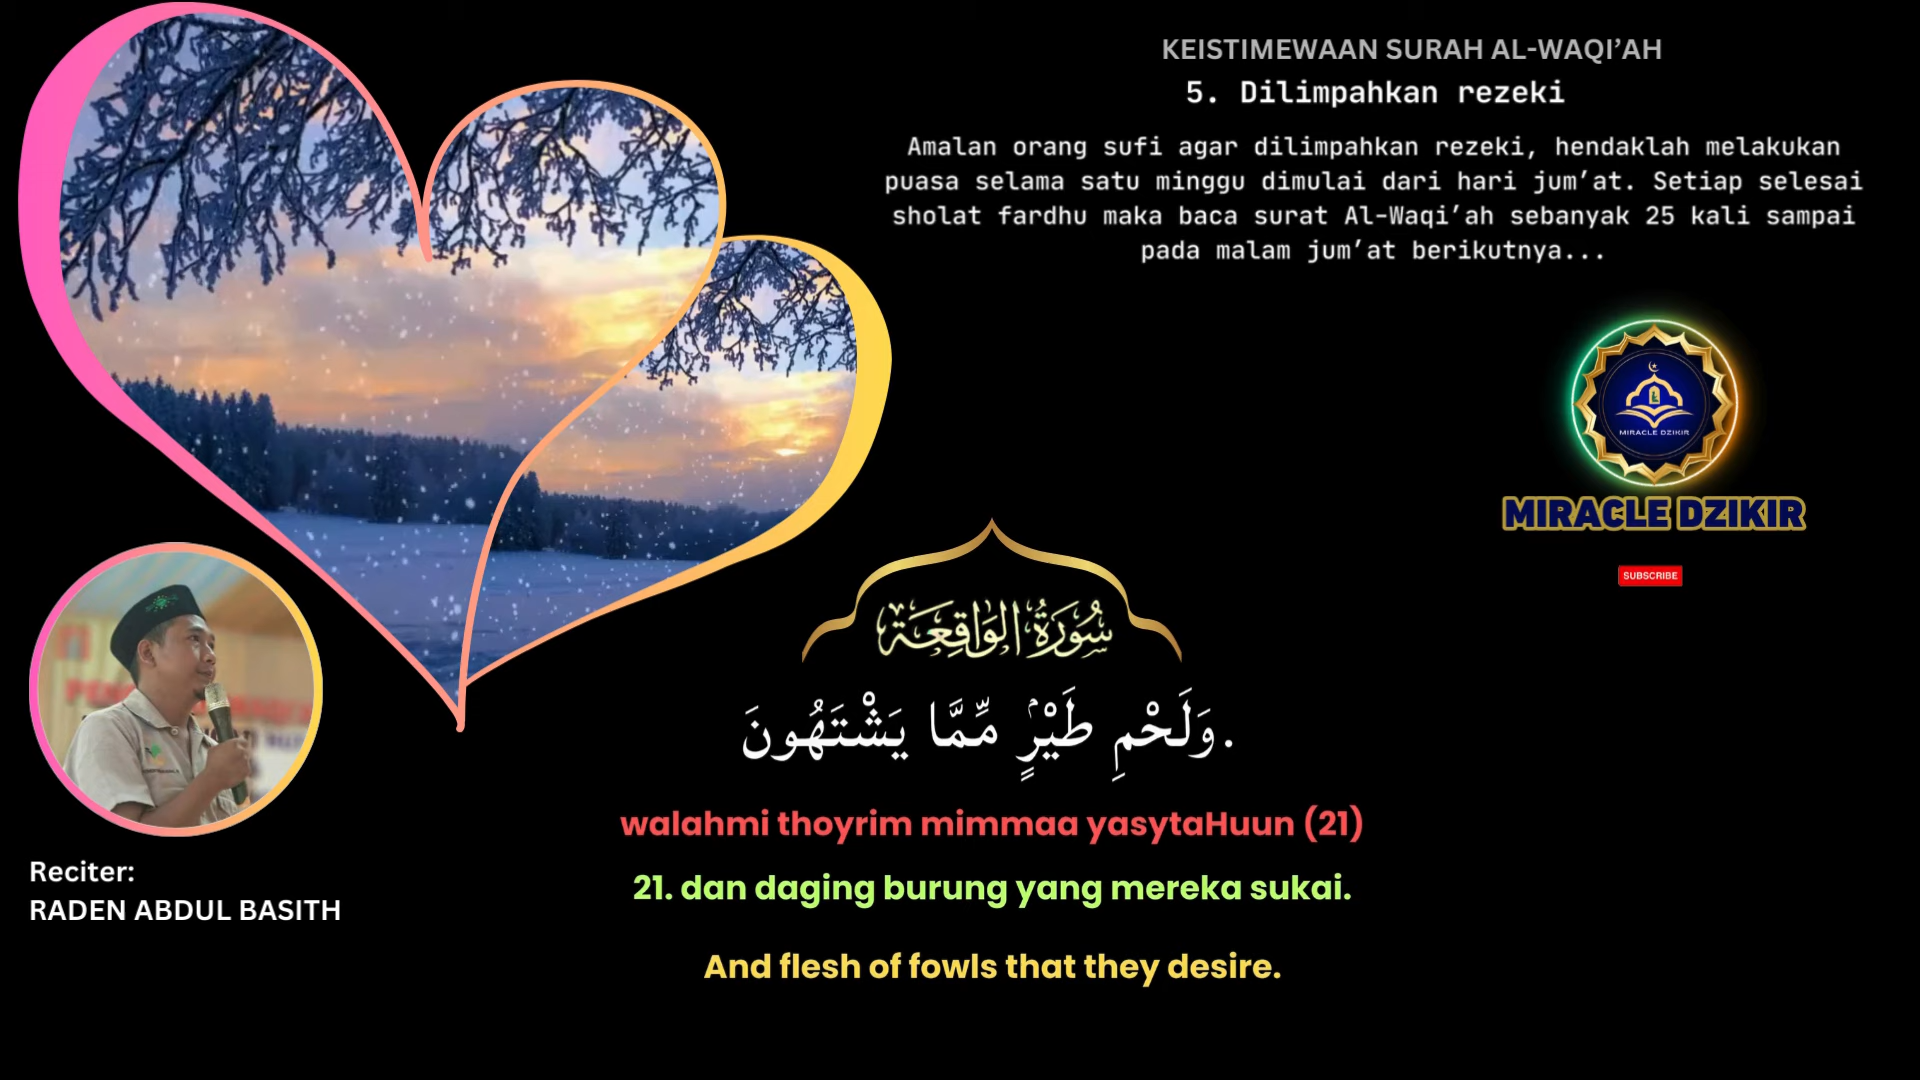 KEISTIMEWAAN SURAH AL-WAQI’AH
5. Dilimpahkan rezeki
Amalan orang sufi agar dilimpahkan rezeki, hendaklah melakukan
puasa selama satu minggu dimulai dari hari jum’at. Setiap selesai
sholat fardhu maka baca surat Al-Waqi’ah sebanyak 25 kali sampai
pada malam jum’at berikutnya...
MIRACLE DZIKIR
MIRACLE DZIKIR
SUBSCRIBE
سُورَةُ الوَاقِعَة
وَلَحْمِ طَيْرٍۢ مِّمَّا يَشْتَهُونَ.
walahmi thoyrim mimmaa yasytaHuun (21)
21. dan daging burung yang mereka sukai.
And flesh of fowls that they desire.
Reciter:
RADEN ABDUL BASITH